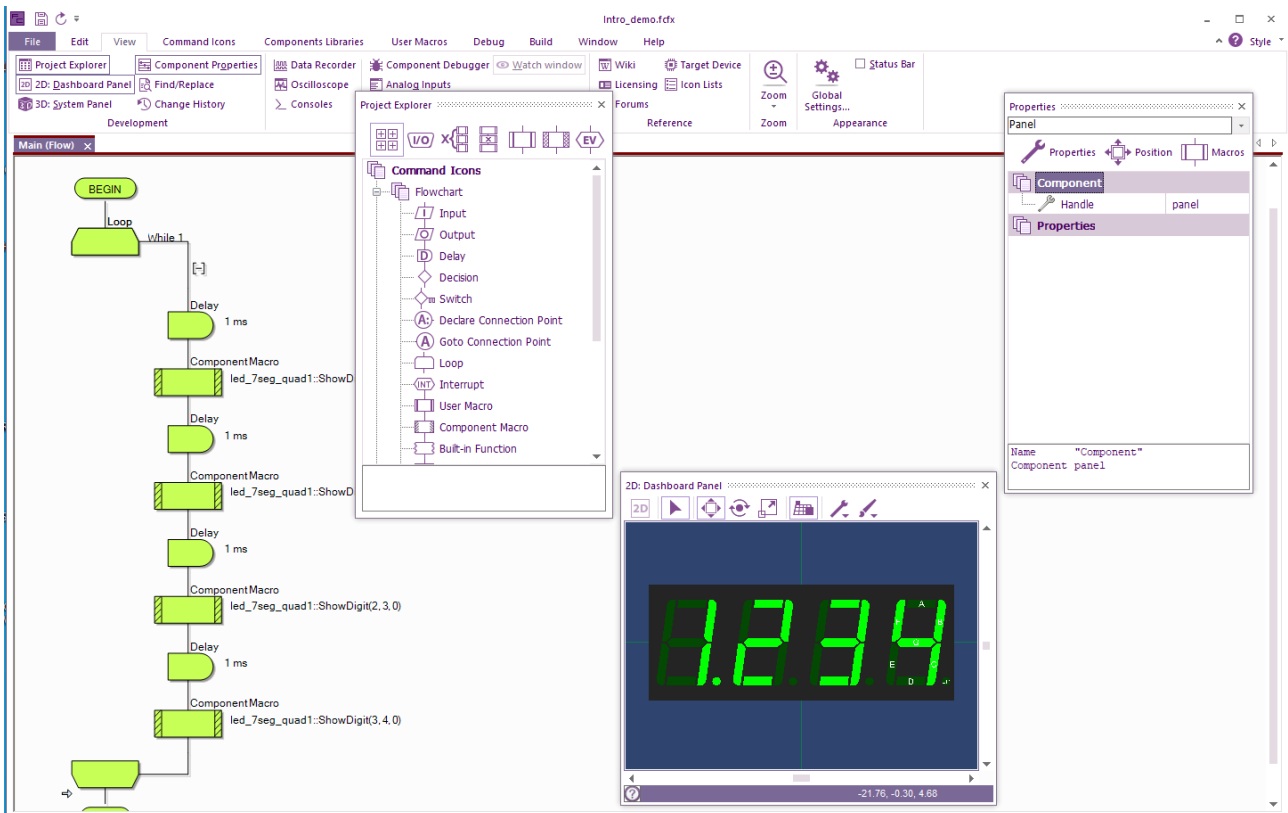 Intro_demo.fcfx
File Edit View Command Icons Components Libraries User Macros Debug Build Window Help Style
Project Explorer Component Properties Data Recorder Component Debugger Watch window Wiki Target Device Status Bar
2D: Dashboard Panel Find/Replace Oscilloscope Analog Inputs Licensing Icon Lists
3D: System Panel Change History Consoles Forums
Zoom Global Settings...
Development Reference Zoom Appearance
Main (Flow)
BEGIN
Loop
While 1
[-]
Delay
1 ms
ComponentMacro
led_7seg_quad1::ShowD
Delay
1 ms
ComponentMacro
led_7seg_quad1::ShowD
Delay
1 ms
ComponentMacro
led_7seg_quad1::ShowDigit(2,3,0)
Delay
1 ms
ComponentMacro
led_7seg_quad1::ShowDigit(3,4,0)
Project Explorer
I/O X EV
Command Icons
Flowchart
I Input
O Output
D Delay
Decision
Switch
A: Declare Connection Point
A Goto Connection Point
Loop
INT Interrupt
User Macro
Component Macro
Built-in Function
Properties
Panel
Properties Position Macros
Component
Handle panel
Properties
Name "Component"
Component panel
2D: Dashboard Panel
2D
1.234
A
F B
G
E C
D
-21.76, -0.30, 4.68